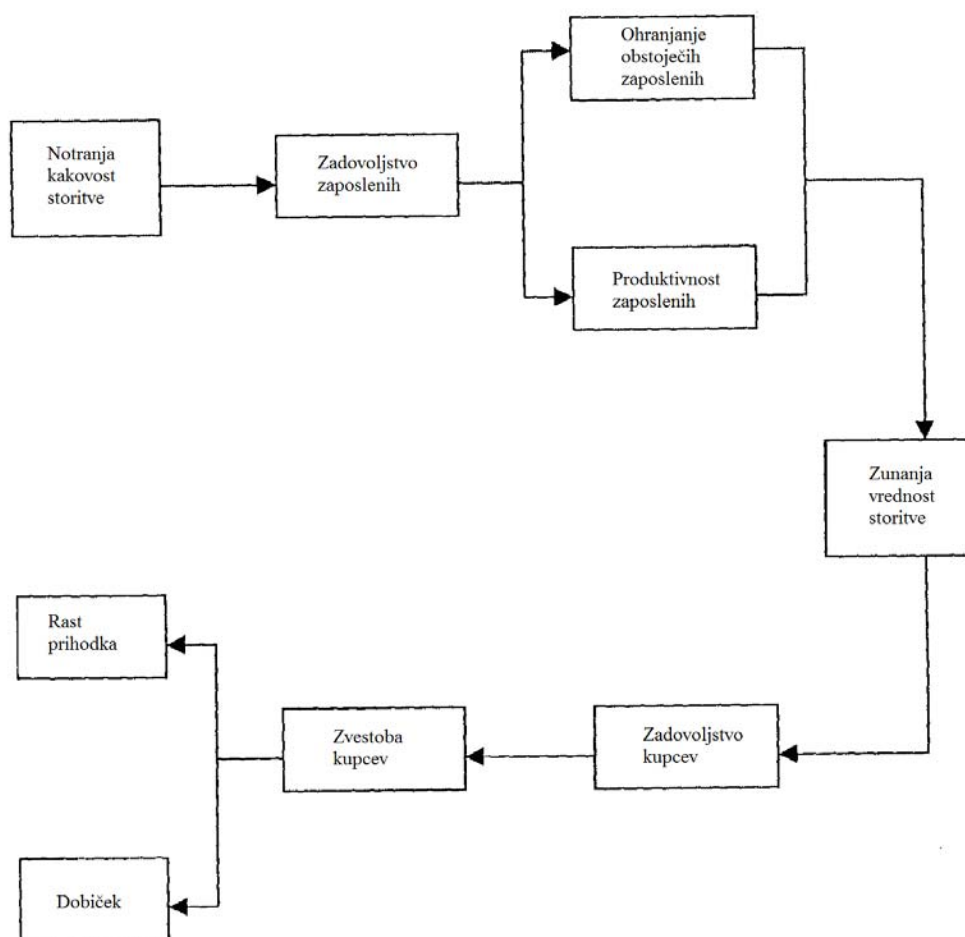 Ohranjanje
obstoječih
zaposlenih
Notranja
kakovost
storitve
Zadovoljstvo
zaposlenih
Produktivnost
zaposlenih
Zunanja
vrednost
storitve
Rast
prihodka
Zvestoba
kupcev
Zadovoljstvo
kupcev
Dobiček